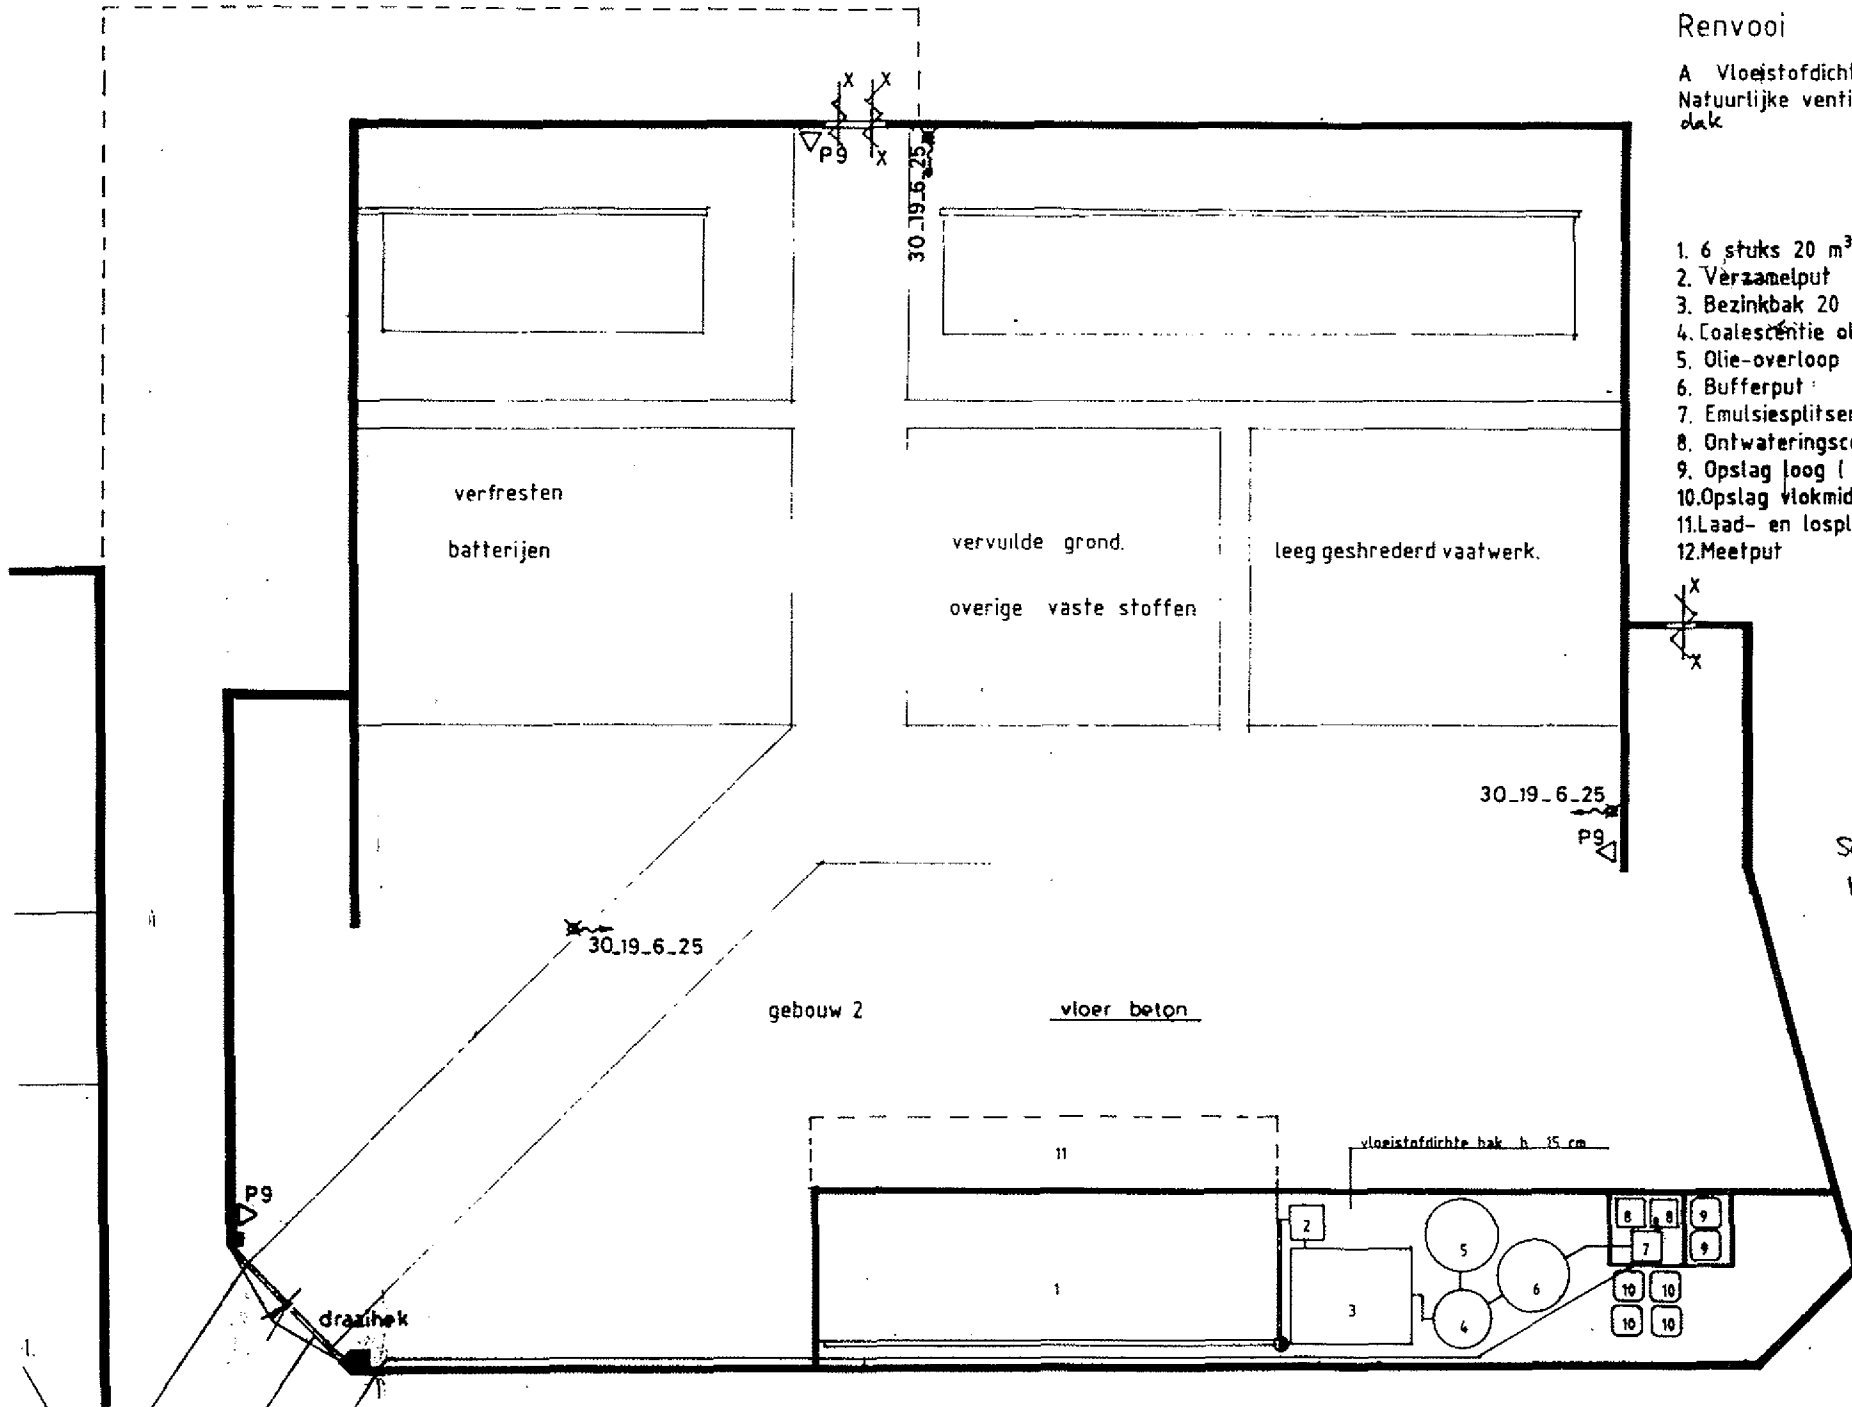 Renvooi
A Vloeistofdicht
Natuurlijke venti
dak
1. 6 stuks 20 m³
2. Verzamelput
3. Bezinkbak 20
4. Coalescentie ol
5. Olie-overloop
6. Bufferput
7. Emulsiesplitser
8. Ontwateringsc
9. Opslag loog (
10. Opslag vlokmid
11. Laad- en lospl
12. Meetput
X X
P9 X
30_19_6_25
verfresten
batterijen
vervuilde grond.
overige vaste stoffen
leeg geshrederd vaatwerk.
X
X
30_19_6_25
P9
30_19_6_25
gebouw 2
vloer beton
11
vloeistofdichte bak h 15 cm
P9
draaihek
1
2
3
4
5
6
7
8 8
9
9
10 10
10 10